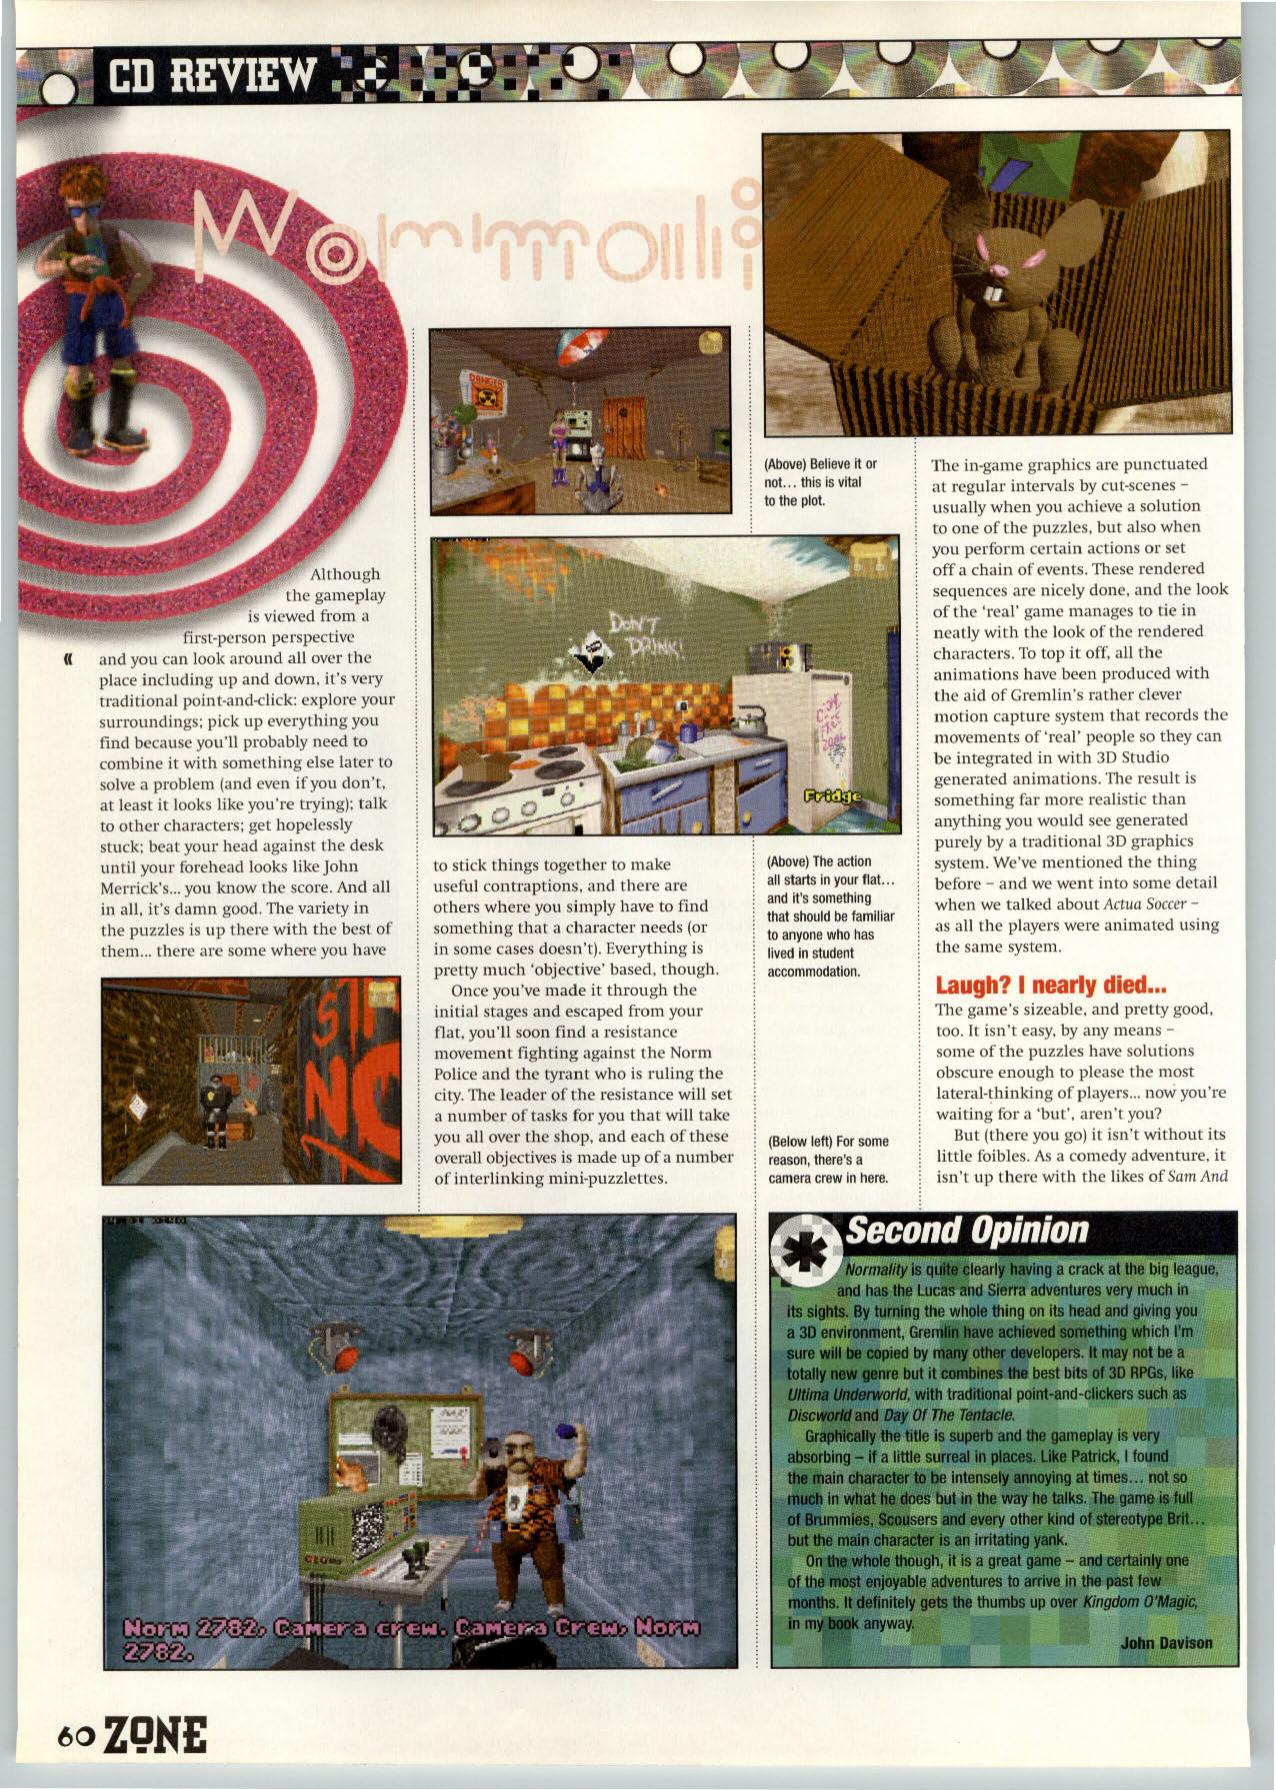 CD REVIEW
Normali
Although
the gameplay
is viewed from a
first-person perspective
« and you can look around all over the
place including up and down, it's very
traditional point-and-click: explore your
surroundings; pick up everything you
find because you'll probably need to
combine it with something else later to
solve a problem (and even if you don't,
at least it looks like you're trying); talk
to other characters; get hopelessly
stuck; beat your head against the desk
until your forehead looks like John
Merrick's... you know the score. And all
in all, it's damn good. The variety in
the puzzles is up there with the best of
them... there are some where you have
DANGER
DON'T
DRINK!
Fridge
to stick things together to make
useful contraptions, and there are
others where you simply have to find
something that a character needs (or
in some cases doesn't). Everything is
pretty much 'objective' based, though.
Once you've made it through the
initial stages and escaped from your
flat, you'll soon find a resistance
movement fighting against the Norm
Police and the tyrant who is ruling the
city. The leader of the resistance will set
a number of tasks for you that will take
you all over the shop, and each of these
overall objectives is made up of a number
of interlinking mini-puzzlettes.
(Above) Believe it or
not... this is vital
to the plot.
(Above) The action
all starts in your flat...
and it's something
that should be familiar
to anyone who has
lived in student
accommodation.
(Below left) For some
reason, there's a
camera crew in here.
The in-game graphics are punctuated
at regular intervals by cut-scenes –
usually when you achieve a solution
to one of the puzzles, but also when
you perform certain actions or set
off a chain of events. These rendered
sequences are nicely done, and the look
of the 'real' game manages to tie in
neatly with the look of the rendered
characters. To top it off, all the
animations have been produced with
the aid of Gremlin's rather clever
motion capture system that records the
movements of 'real' people so they can
be integrated in with 3D Studio
generated animations. The result is
something far more realistic than
anything you would see generated
purely by a traditional 3D graphics
system. We've mentioned the thing
before – and we went into some detail
when we talked about Actua Soccer –
as all the players were animated using
the same system.
Laugh? I nearly died...
The game's sizeable, and pretty good,
too. It isn't easy, by any means –
some of the puzzles have solutions
obscure enough to please the most
lateral-thinking of players... now you're
waiting for a 'but', aren't you?
But (there you go) it isn't without its
little foibles. As a comedy adventure, it
isn't up there with the likes of Sam And
Norm 2782, Camera crew. Camera Crew, Norm
2782.
Second Opinion
Normality is quite clearly having a crack at the big league,
and has the Lucas and Sierra adventures very much in
its sights. By turning the whole thing on its head and giving you
a 3D environment, Gremlin have achieved something which I'm
sure will be copied by many other developers. It may not be a
totally new genre but it combines the best bits of 3D RPGs, like
Ultima Underworld, with traditional point-and-clickers such as
Discworld and Day Of The Tentacle.
Graphically the title is superb and the gameplay is very
absorbing – if a little surreal in places. Like Patrick, I found
the main character to be intensely annoying at times... not so
much in what he does but in the way he talks. The game is full
of Brummies, Scousers and every other kind of stereotype Brit...
but the main character is an irritating yank.
On the whole though, it is a great game – and certainly one
of the most enjoyable adventures to arrive in the past few
months. It definitely gets the thumbs up over Kingdom O'Magic,
in my book anyway.
John Davison
60 ZONE